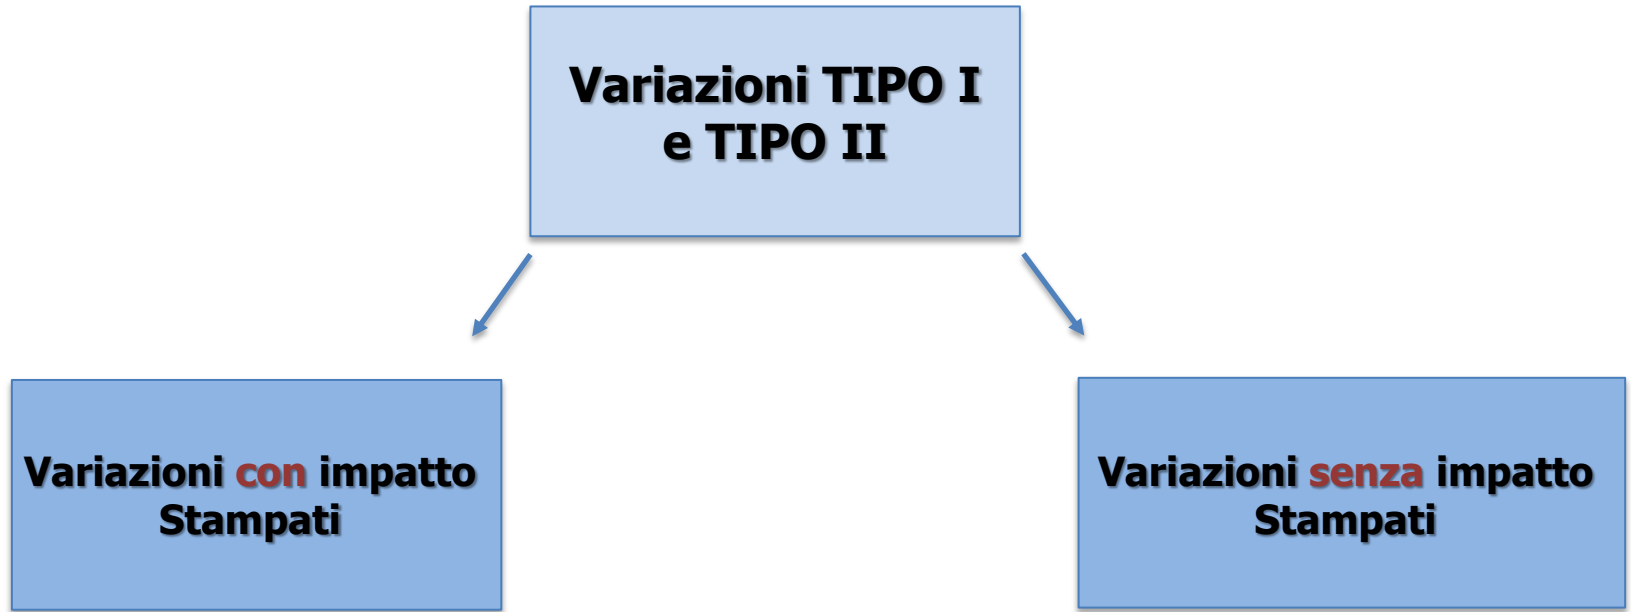 Variazioni TIPO I
e TIPO II
Variazioni con impatto
Stampati
Variazioni senza impatto
Stampati